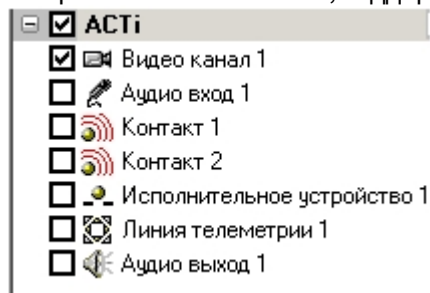 ACTi
Видео канал 1
Аудио вход 1
Контакт 1
Контакт 2
Исполнительное устройство 1
Линия телеметрии 1
Аудио выход 1